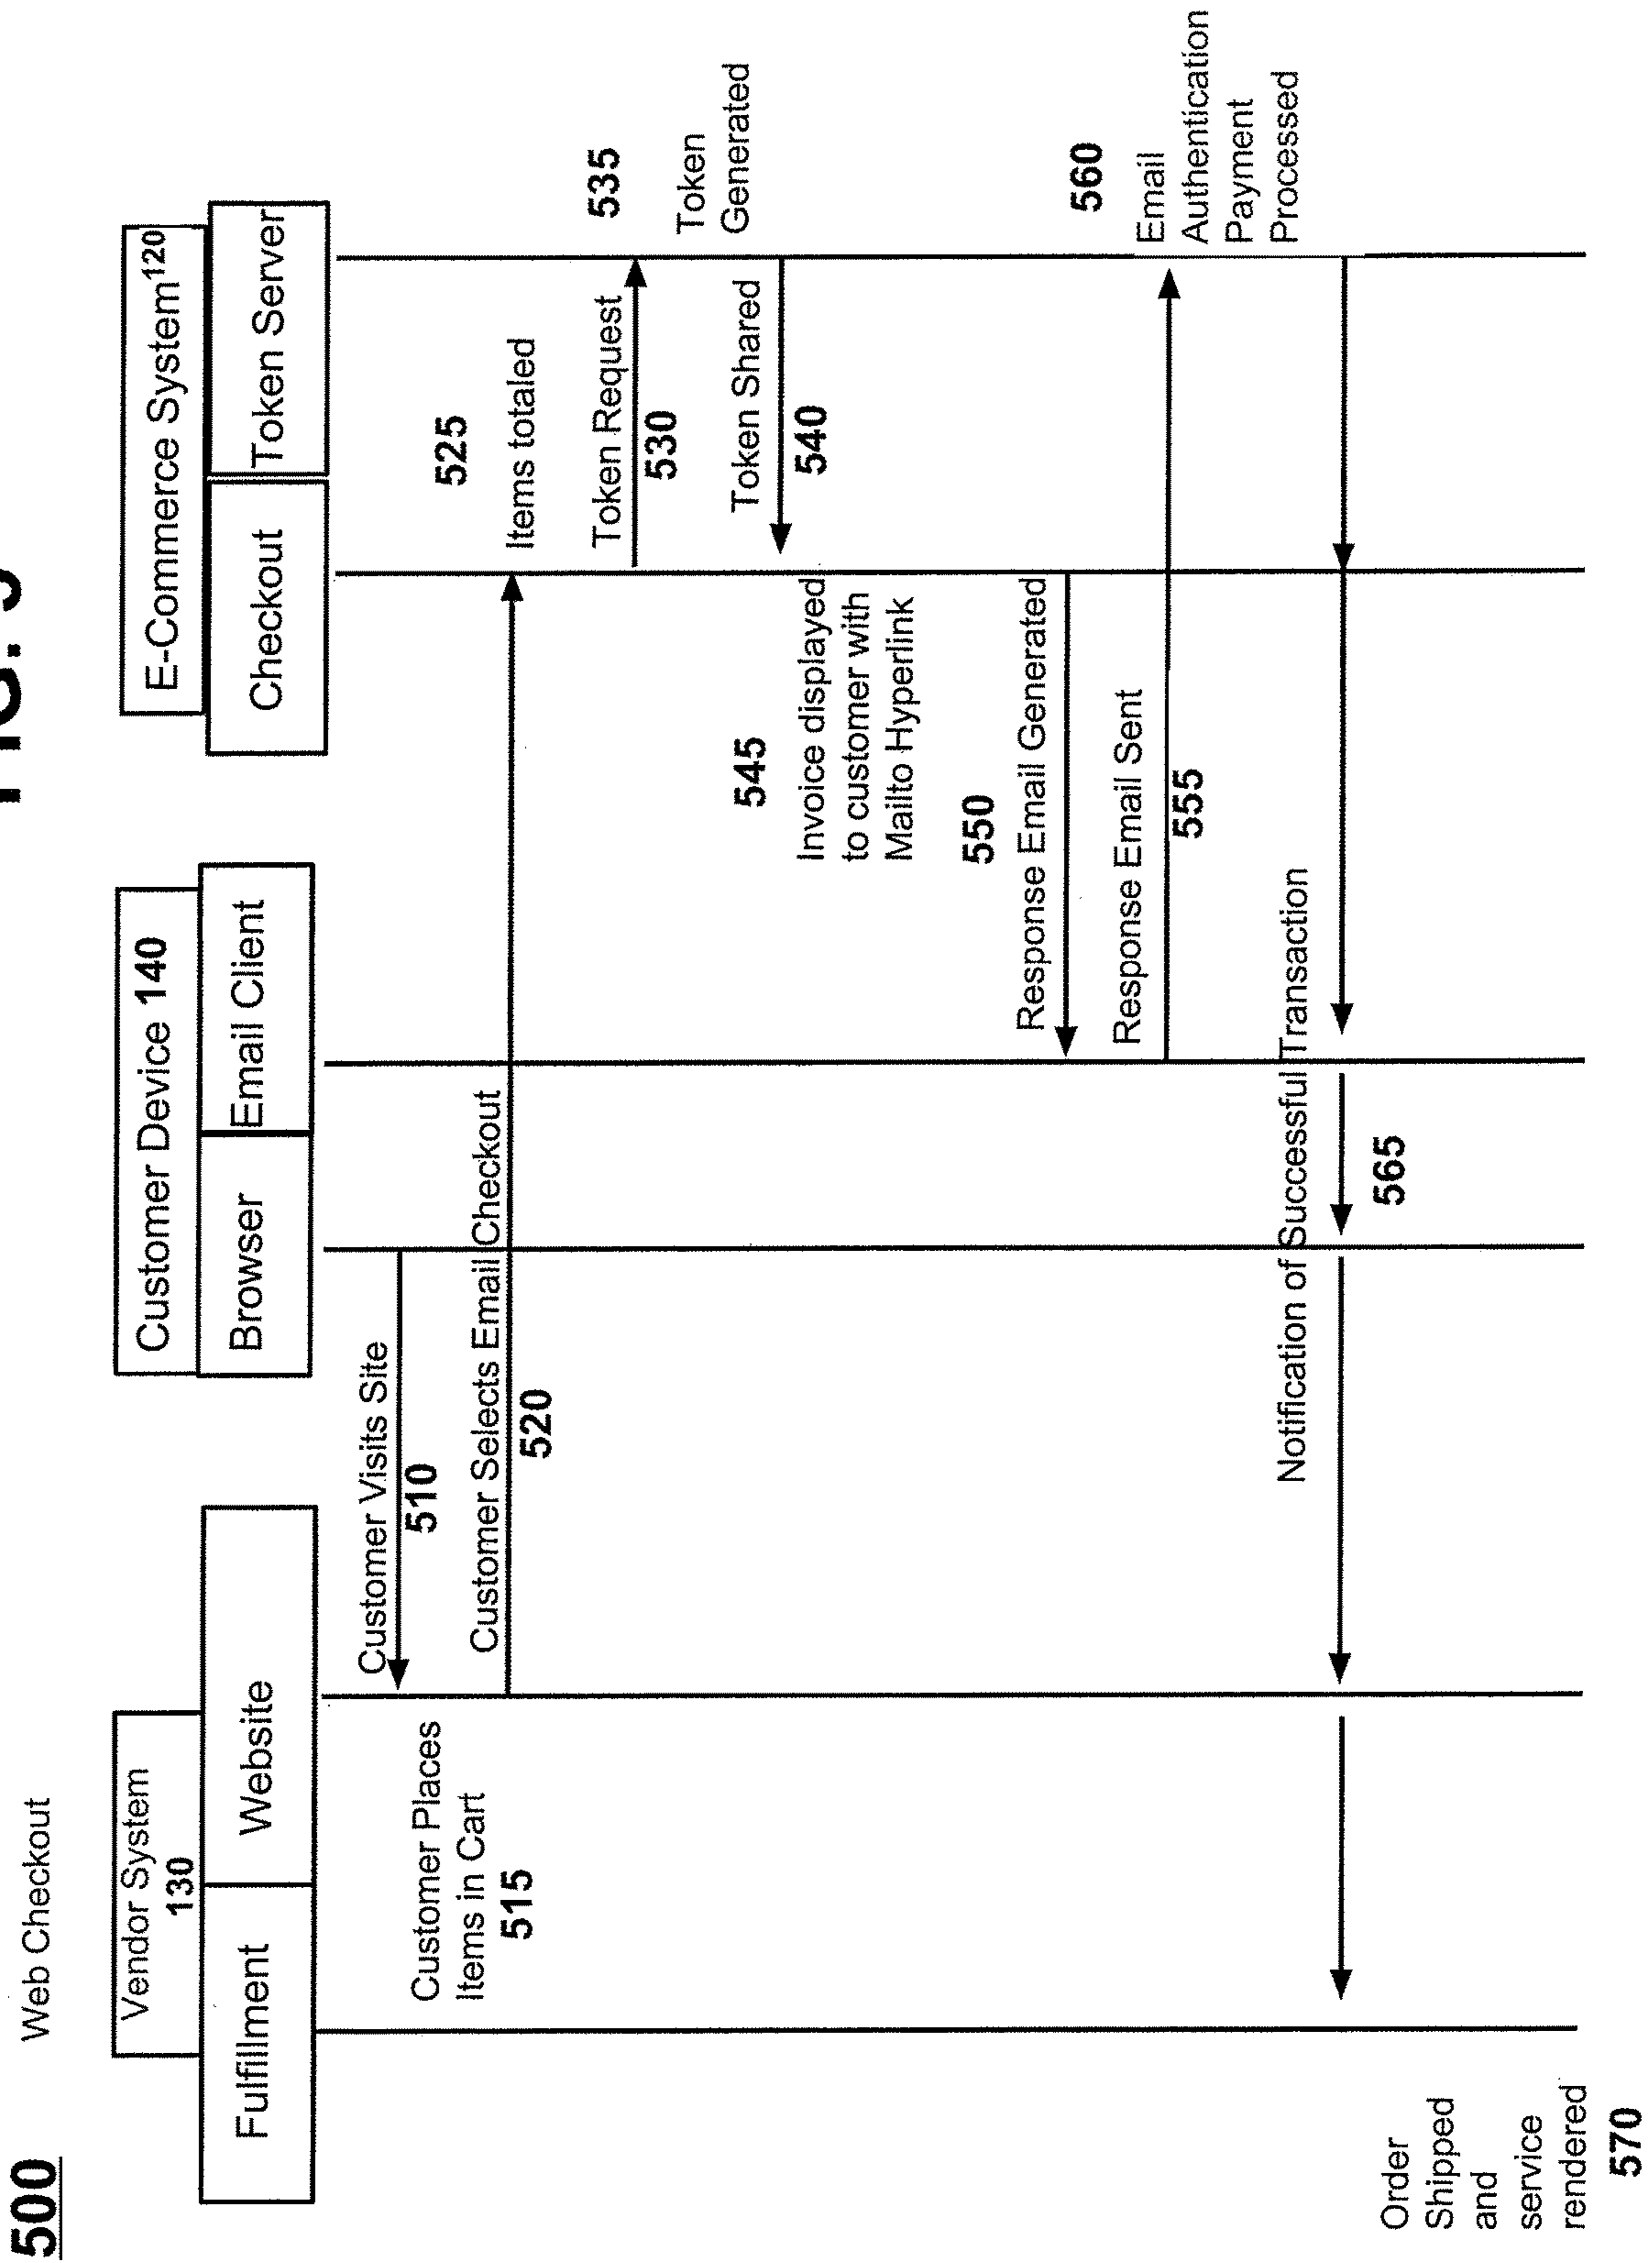 500 Web Checkout
Vendor System
130
Fulfillment
Website
Customer Device 140
Browser
Email Client
E-Commerce System 120
Checkout
Token Server
Customer Visits Site
510
Customer Places
Items in Cart
515
Customer Selects Email Checkout
520
525
Items totaled
Token Request
530
535
Token
Generated
Token Shared
540
545
Invoice displayed
to customer with
Mailto Hyperlink
550
Response Email Generated
Response Email Sent
555
560
Email
Authentication
Payment
Processed
Notification of Successful Transaction
565
Order
Shipped
and
service
rendered
570